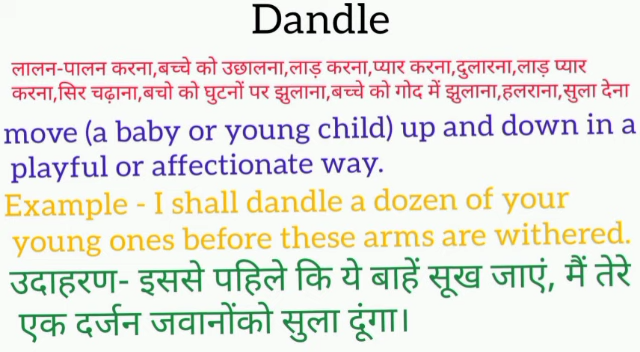 Dandle
लालन-पालन करना,बच्चे को उछालना,लाड़ करना,प्यार करना,दुलारना,लाड़ प्यार
करना,सिर चढ़ाना,बचो को घुटनों पर झुलाना,बच्चे को गोद में झुलाना,हलराना,सुला देना
move (a baby or young child) up and down in a
playful or affectionate way.
Example - I shall dandle a dozen of your
young ones before these arms are withered.
उदाहरण- इससे पहिले कि ये बाहें सूख जाएं, मैं तेरे
एक दर्जन जवानोंको सुला दूंगा।